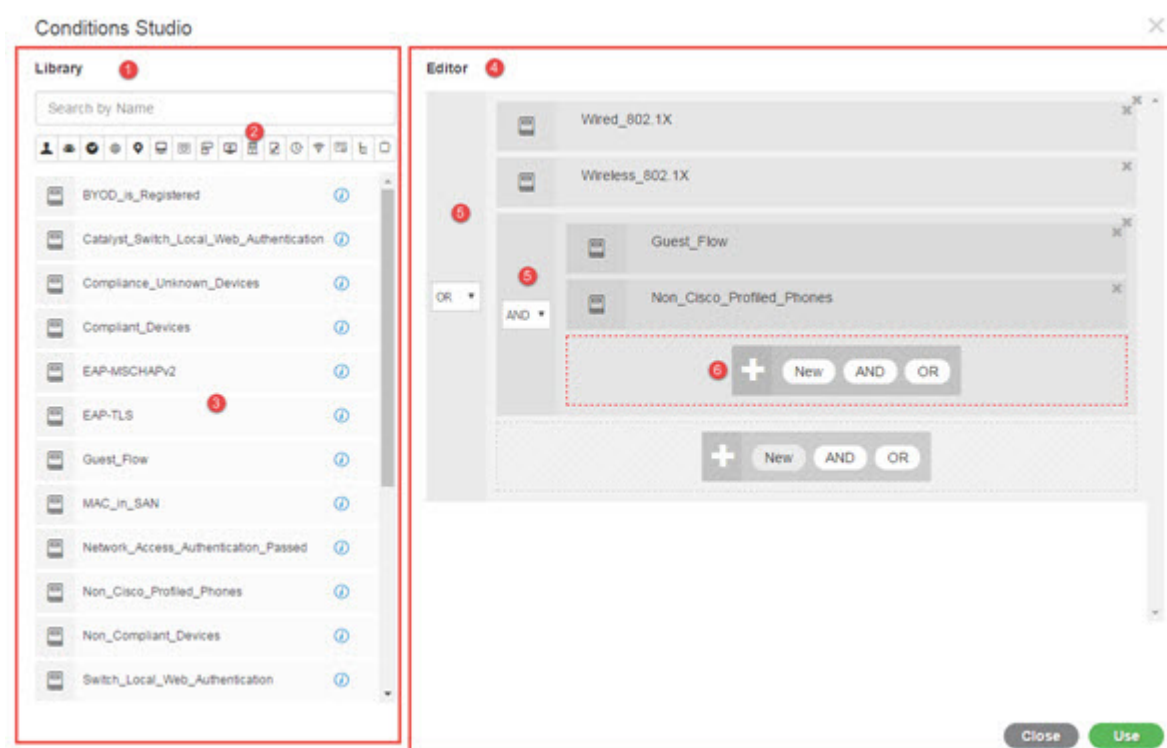 Conditions Studio
Library 1
Search by Name
2
BYOD_is_Registered
Catalyst_Switch_Local_Web_Authentication
Compliance_Unknown_Devices
Compliant_Devices
EAP-MSCHAPv2
3
EAP-TLS
Guest_Flow
MAC_in_SAN
Network_Access_Authentication_Passed
Non_Cisco_Profiled_Phones
Non_Compliant_Devices
Switch_Local_Web_Authentication
Editor 4
Wired_802.1X
Wireless_802.1X
5
OR
5
AND
Guest_Flow
Non_Cisco_Profiled_Phones
6 New AND OR
New AND OR
Close Use